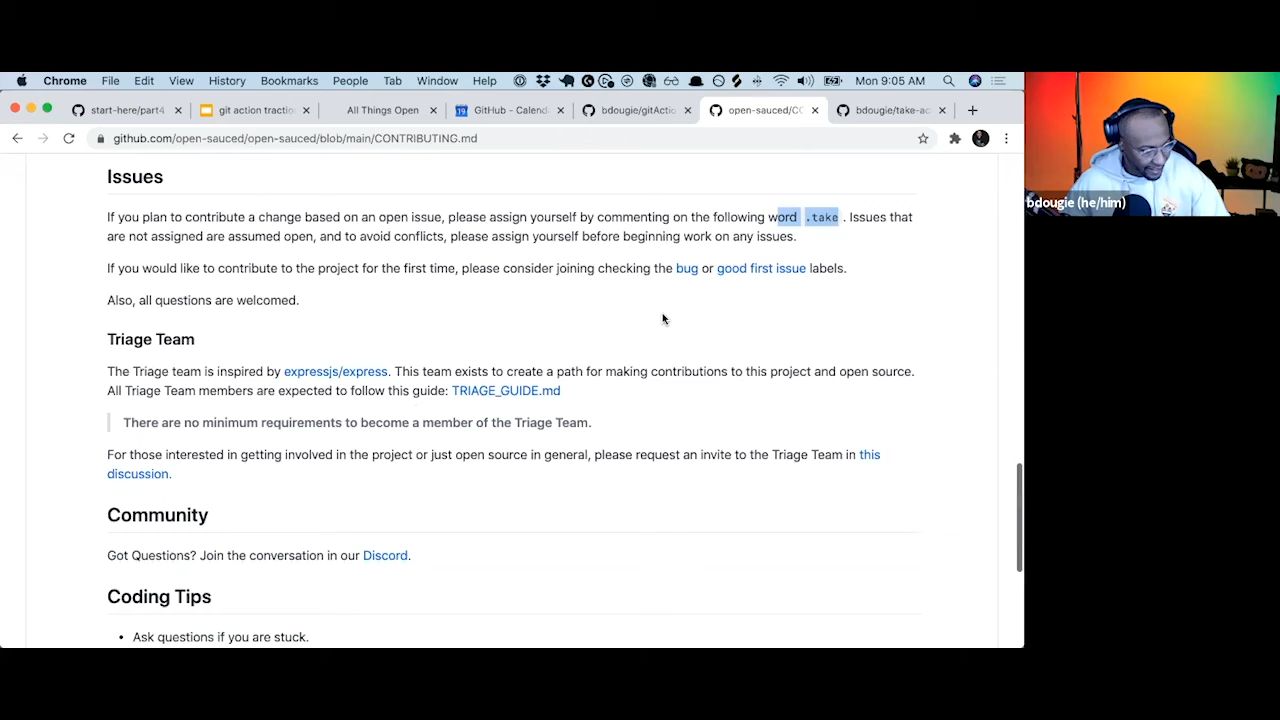 Chrome File Edit View History Bookmarks People Tab Window Help Mon 9:05 AM
start-here/part4 git action tractio All Things Open GitHub - Calend bdougie/gitActio open-sauced/CC bdougie/take-ac
github.com/open-sauced/open-sauced/blob/main/CONTRIBUTING.md
bdougie (he/him)
Issues
If you plan to contribute a change based on an open issue, please assign yourself by commenting on the following word .take . Issues that
are not assigned are assumed open, and to avoid conflicts, please assign yourself before beginning work on any issues.
If you would like to contribute to the project for the first time, please consider joining checking the bug or good first issue labels.
Also, all questions are welcomed.
Triage Team
The Triage team is inspired by expressjs/express. This team exists to create a path for making contributions to this project and open source.
All Triage Team members are expected to follow this guide: TRIAGE_GUIDE.md
There are no minimum requirements to become a member of the Triage Team.
For those interested in getting involved in the project or just open source in general, please request an invite to the Triage Team in this
discussion.
Community
Got Questions? Join the conversation in our Discord.
Coding Tips
• Ask questions if you are stuck.